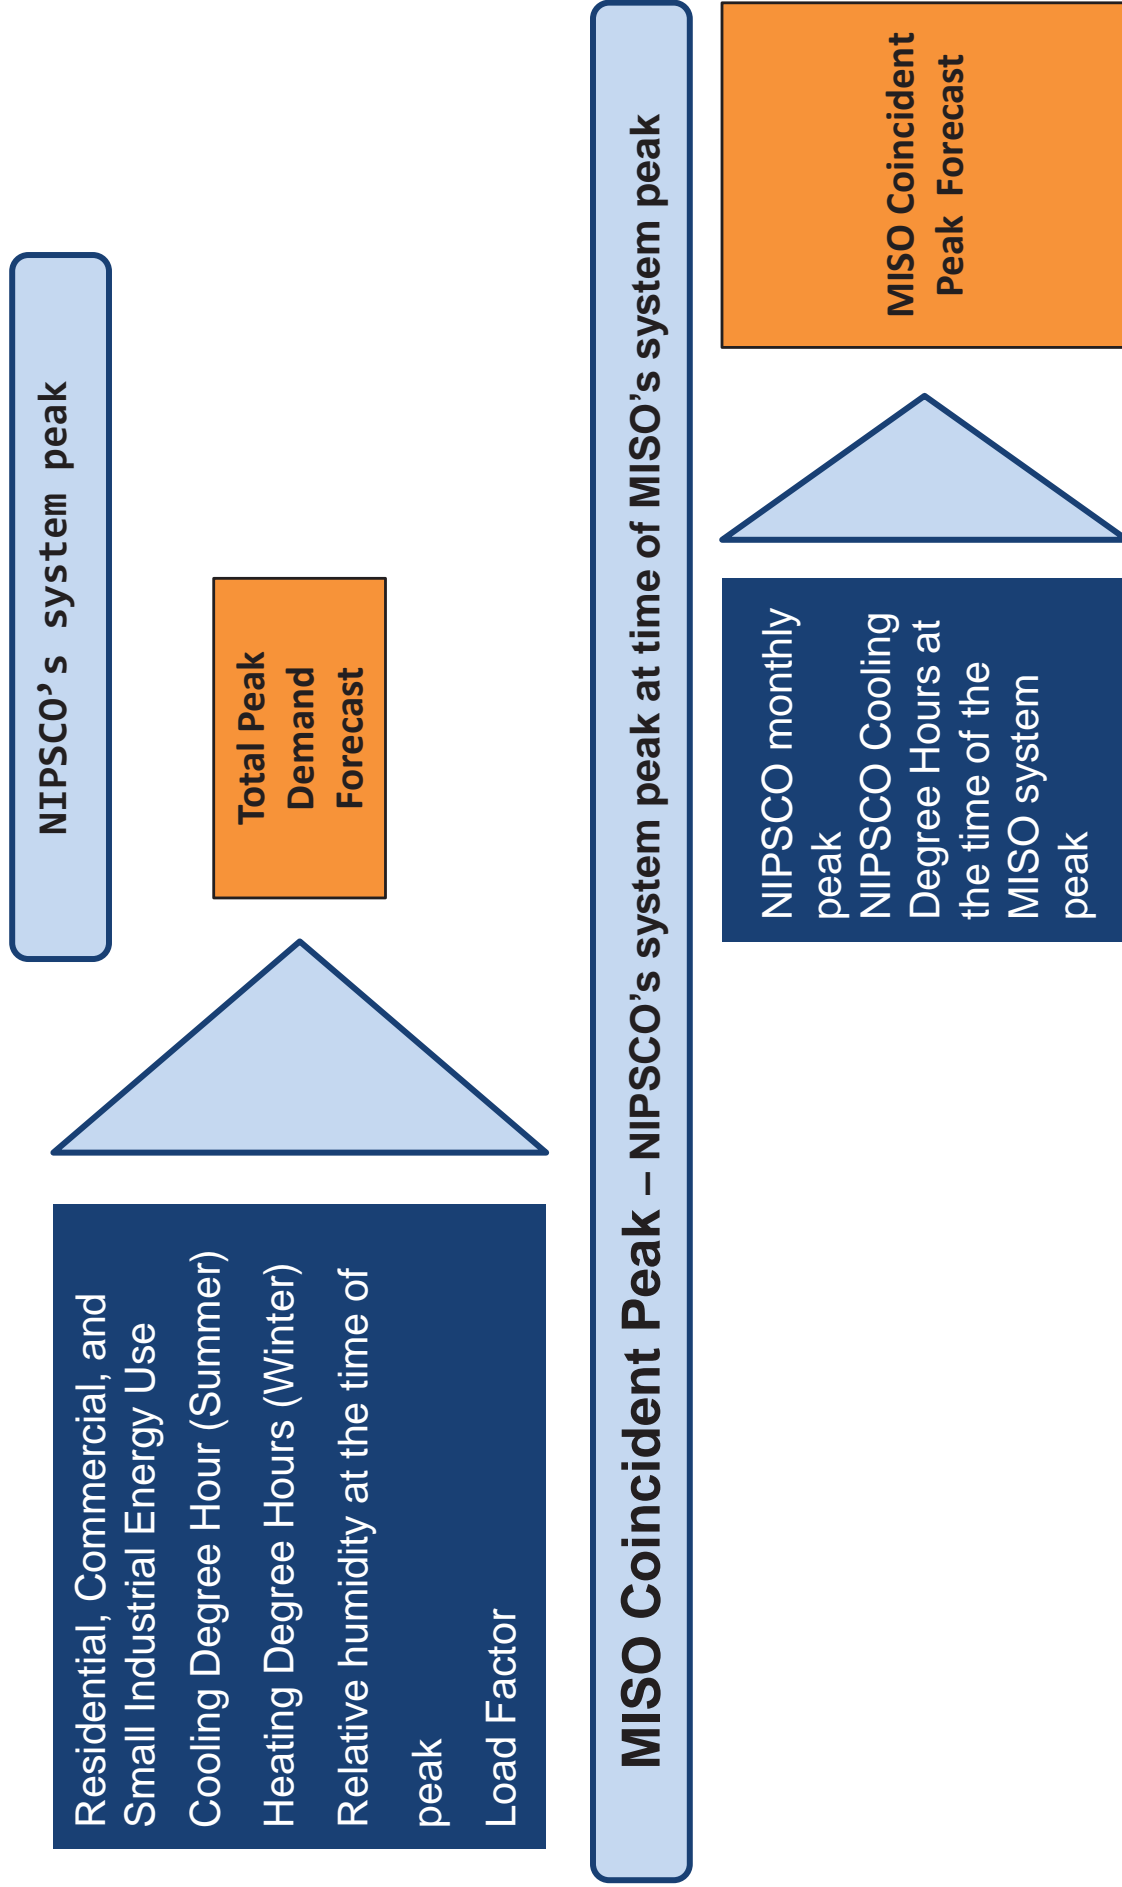 NIPSCO's system peak
Residential, Commercial, and
Small Industrial Energy Use
Cooling Degree Hour (Summer)
Heating Degree Hours (Winter)
Relative humidity at the time of
peak
Load Factor
Total Peak
Demand
Forecast
MISO Coincident Peak – NIPSCO’s system peak at time of MISO’s system peak
NIPSCO monthly
peak
NIPSCO Cooling
Degree Hours at
the time of the
MISO system
peak
MISO Coincident
Peak Forecast